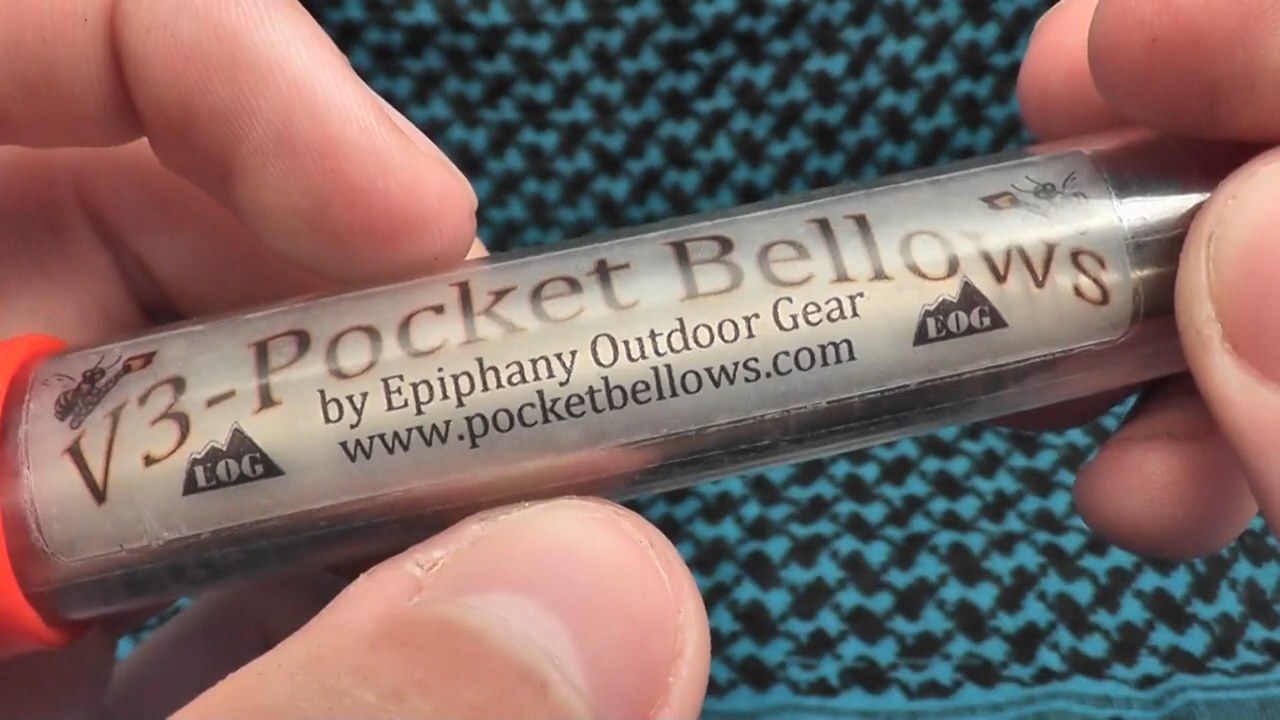 V3-Pocket Bellows
by Epiphany Outdoor Gear
www.pocketbellows.com
EOG
EOG